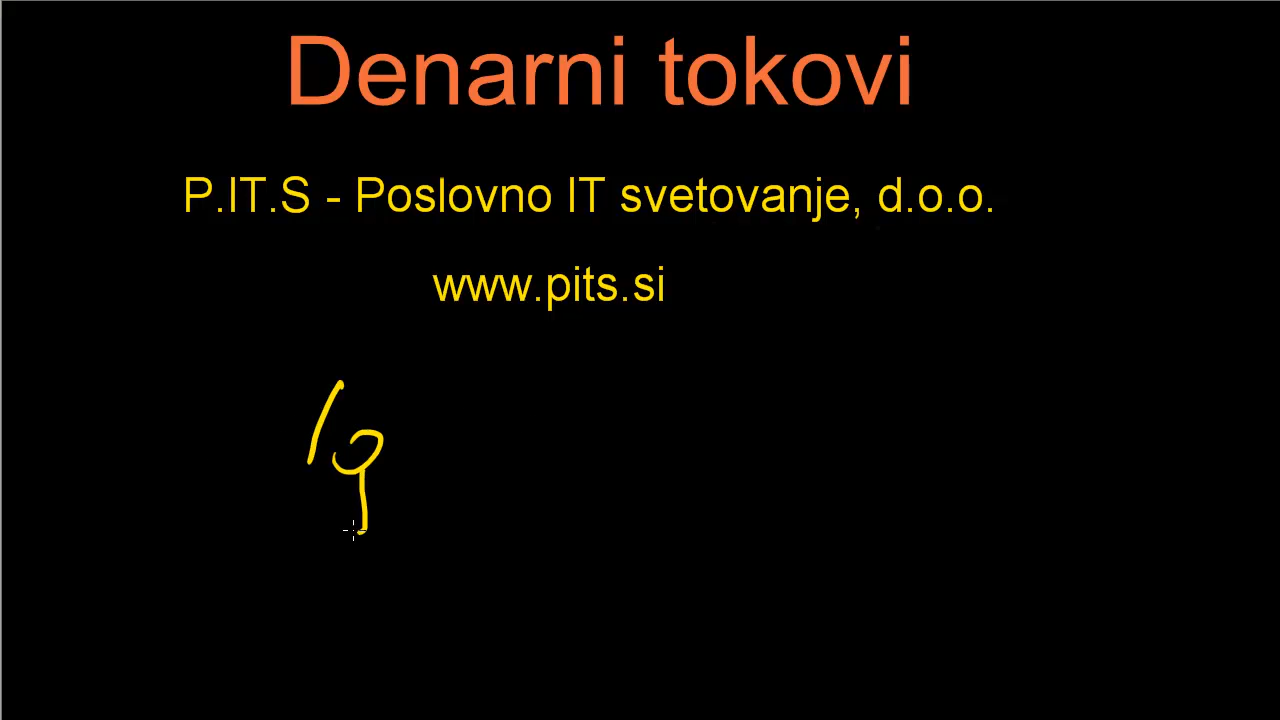 Denarni tokovi
P.IT.S - Poslovno IT svetovanje, d.o.o.
www.pits.si